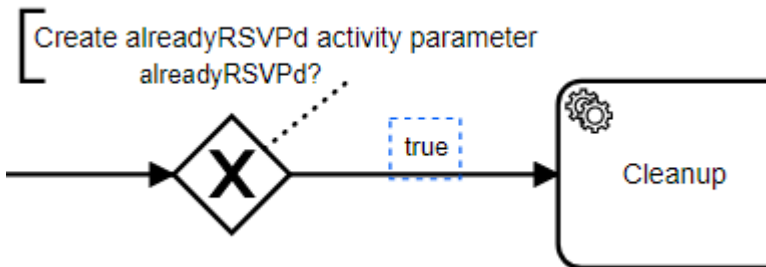 Create alreadyRSVPd activity parameter
alreadyRSVPd?
true
Cleanup